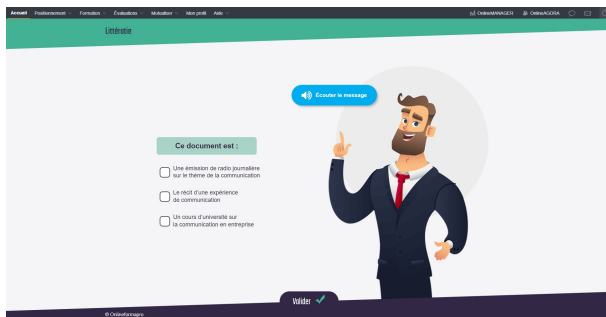 Accueil Positionnement Formation Évaluations Mutualiser Mon profil Aide OnlineMANAGER OnlineAGORA
Littératie
Écouter le message
Ce document est :
Une émission de radio journalière
sur le thème de la communication
Le récit d'une expérience
de communication
Un cours d'université sur
la communication en entreprise
Valider
© Onlineformapro